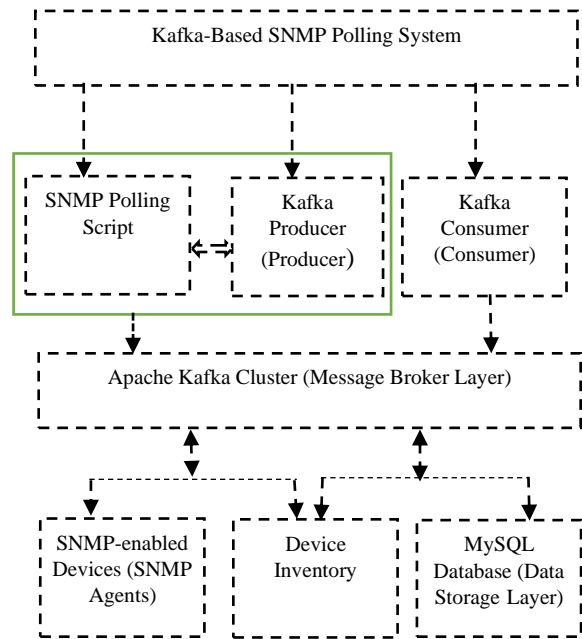 Kafka-Based SNMP Polling System
SNMP Polling
Script
Kafka
Producer
(Producer)
Kafka
Consumer
(Consumer)
Apache Kafka Cluster (Message Broker Layer)
SNMP-enabled
Devices (SNMP
Agents)
Device
Inventory
MySQL
Database (Data
Storage Layer)